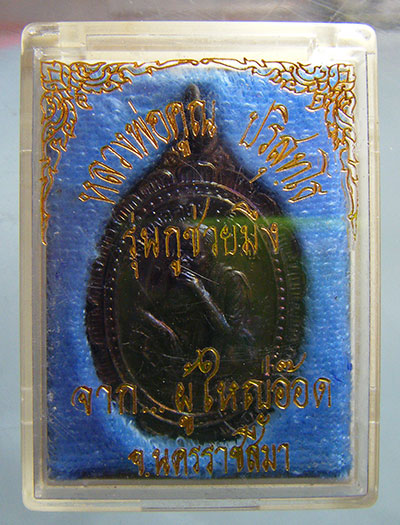 หลวงพ่อคูณ ปริสุทโธ
รุ่นกูช่วยมึง
จาก... ผู้ใหญ่อ๊อด
จ.นครราชสีมา